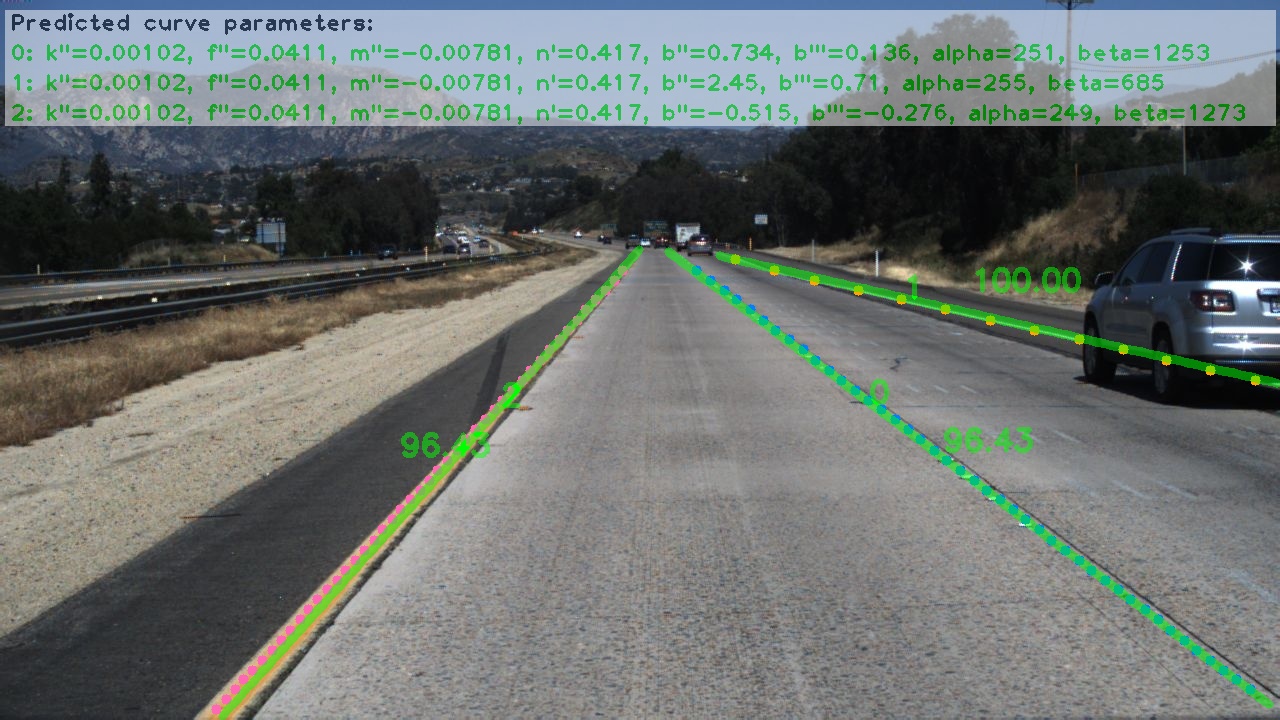 Predicted curve parameters:
0: k''=0.00102, f''=0.0411, m''=−0.00781, n'=0.417, b''=0.734, b'''=0.136, alpha=251, beta=1253
1: k''=0.00102, f''=0.0411, m''=−0.00781, n'=0.417, b''=2.45, b'''=0.71, alpha=255, beta=685
2: k''=0.00102, f''=0.0411, m''=−0.00781, n'=0.417, b''=−0.515, b'''=−0.276, alpha=249, beta=1273
1 100.00
2 0
96.43 96.43